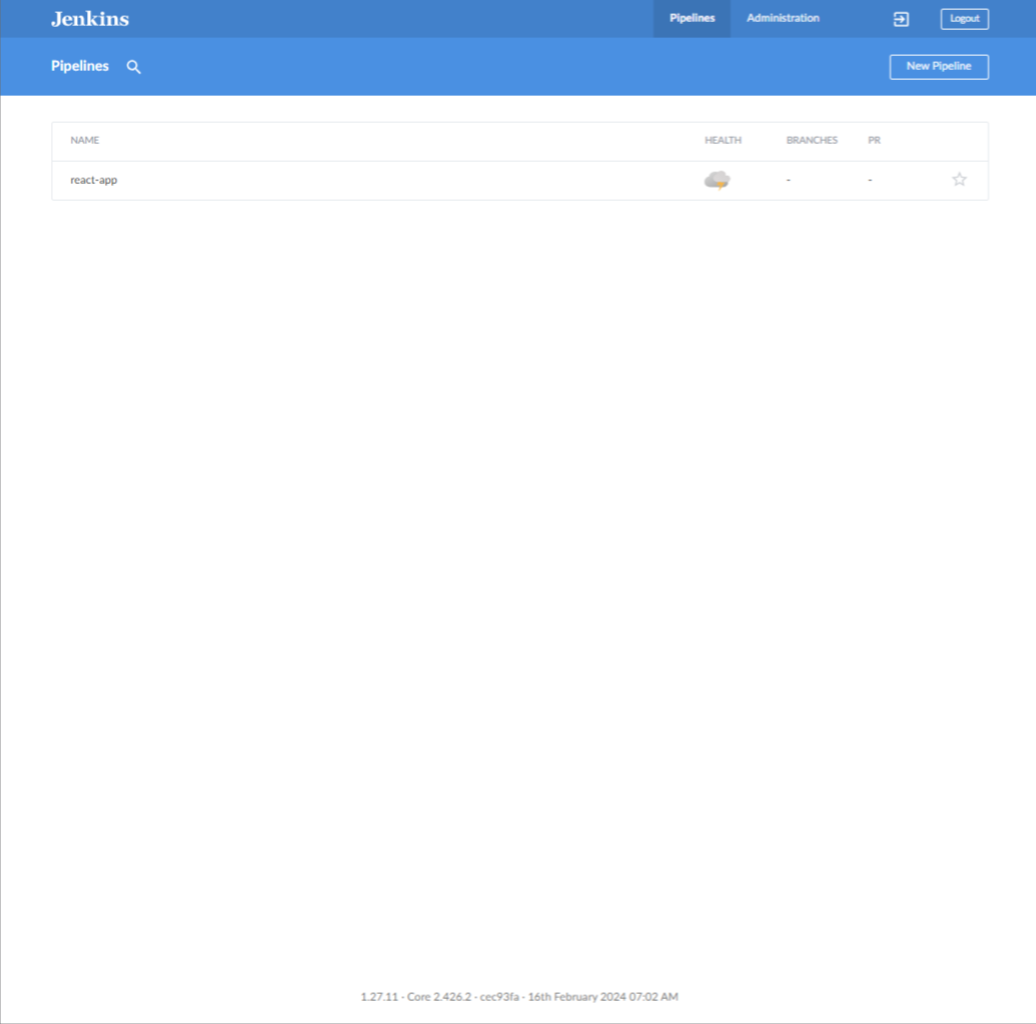 Jenkins Pipelines Administration Logout
Pipelines New Pipeline
NAME HEALTH BRANCHES PR
react-app - -
1.27.11 - Core 2.426.2 - cec93fa - 16th February 2024 07:02 AM